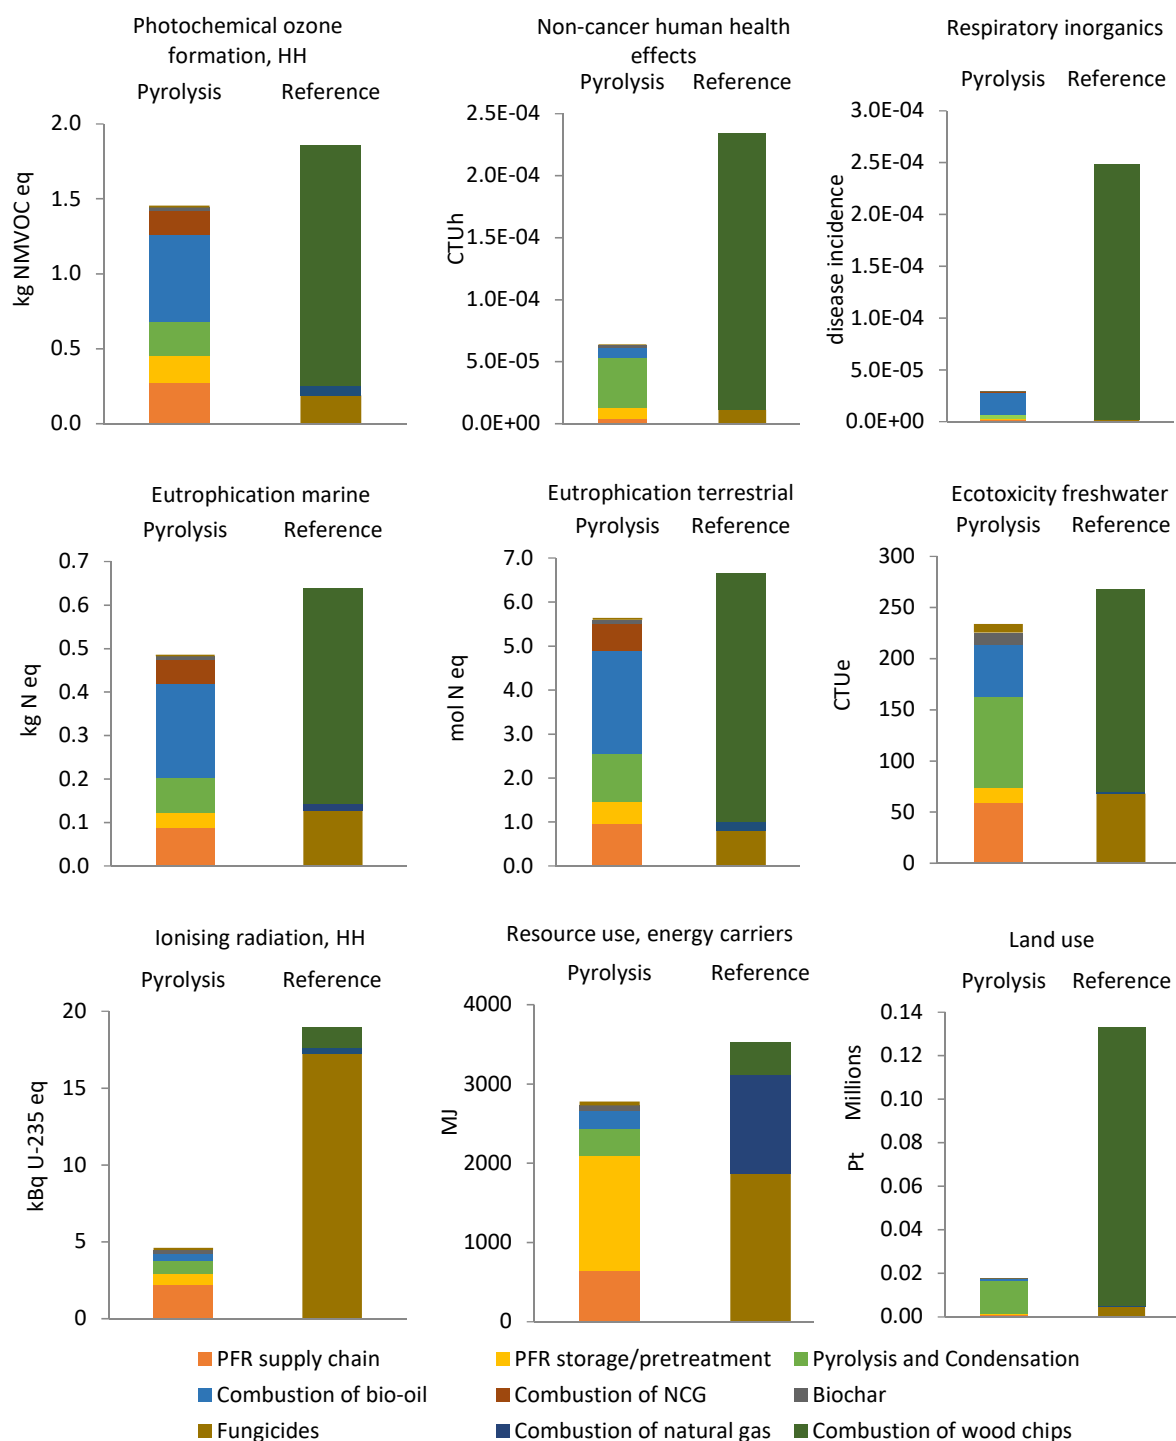 Photochemical ozone
formation, HH
Pyrolysis Reference
kg NMVOC eq
2.0
1.5
1.0
0.5
0.0
Non-cancer human health
effects
Pyrolysis Reference
CTUh
2.5E-04
2.0E-04
1.5E-04
1.0E-04
5.0E-05
0.0E+00
Respiratory inorganics
Pyrolysis Reference
disease incidence
3.0E-04
2.5E-04
2.0E-04
1.5E-04
1.0E-04
5.0E-05
0.0E+00
Eutrophication marine
Pyrolysis Reference
kg N eq
0.7
0.6
0.5
0.4
0.3
0.2
0.1
0.0
Eutrophication terrestrial
Pyrolysis Reference
mol N eq
7.0
6.0
5.0
4.0
3.0
2.0
1.0
0.0
Ecotoxicity freshwater
Pyrolysis Reference
CTUe
300
250
200
150
100
50
0
Ionising radiation, HH
Pyrolysis Reference
kBq U-235 eq
20
15
10
5
0
Resource use, energy carriers
Pyrolysis Reference
MJ
4000
3000
2000
1000
0
Land use
Pyrolysis Reference
Pt Millions
0.14
0.12
0.10
0.08
0.06
0.04
0.02
0.00
PFR supply chain PFR storage/pretreatment Pyrolysis and Condensation
Combustion of bio-oil Combustion of NCG Biochar
Fungicides Combustion of natural gas Combustion of wood chips